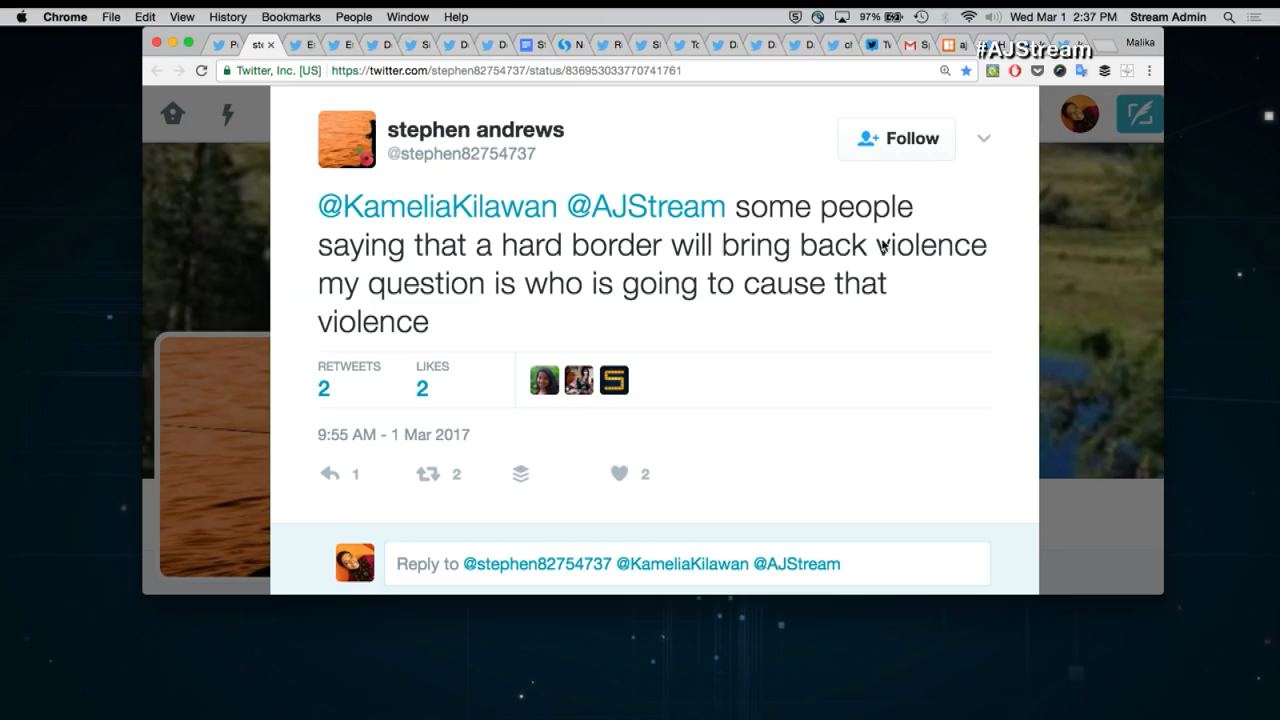 Chrome File Edit View History Bookmarks People Window Help 97% Wed Mar 1 2:37 PM Stream Admin
Malika
#AJStream
Twitter, Inc. [US] https://twitter.com/stephen82754737/status/836953033770741761
stephen andrews
@stephen82754737
Follow
@KameliaKilawan @AJStream some people
saying that a hard border will bring back violence
my question is who is going to cause that
violence
RETWEETS LIKES
2 2
9:55 AM - 1 Mar 2017
1 2 2
Reply to @stephen82754737 @KameliaKilawan @AJStream